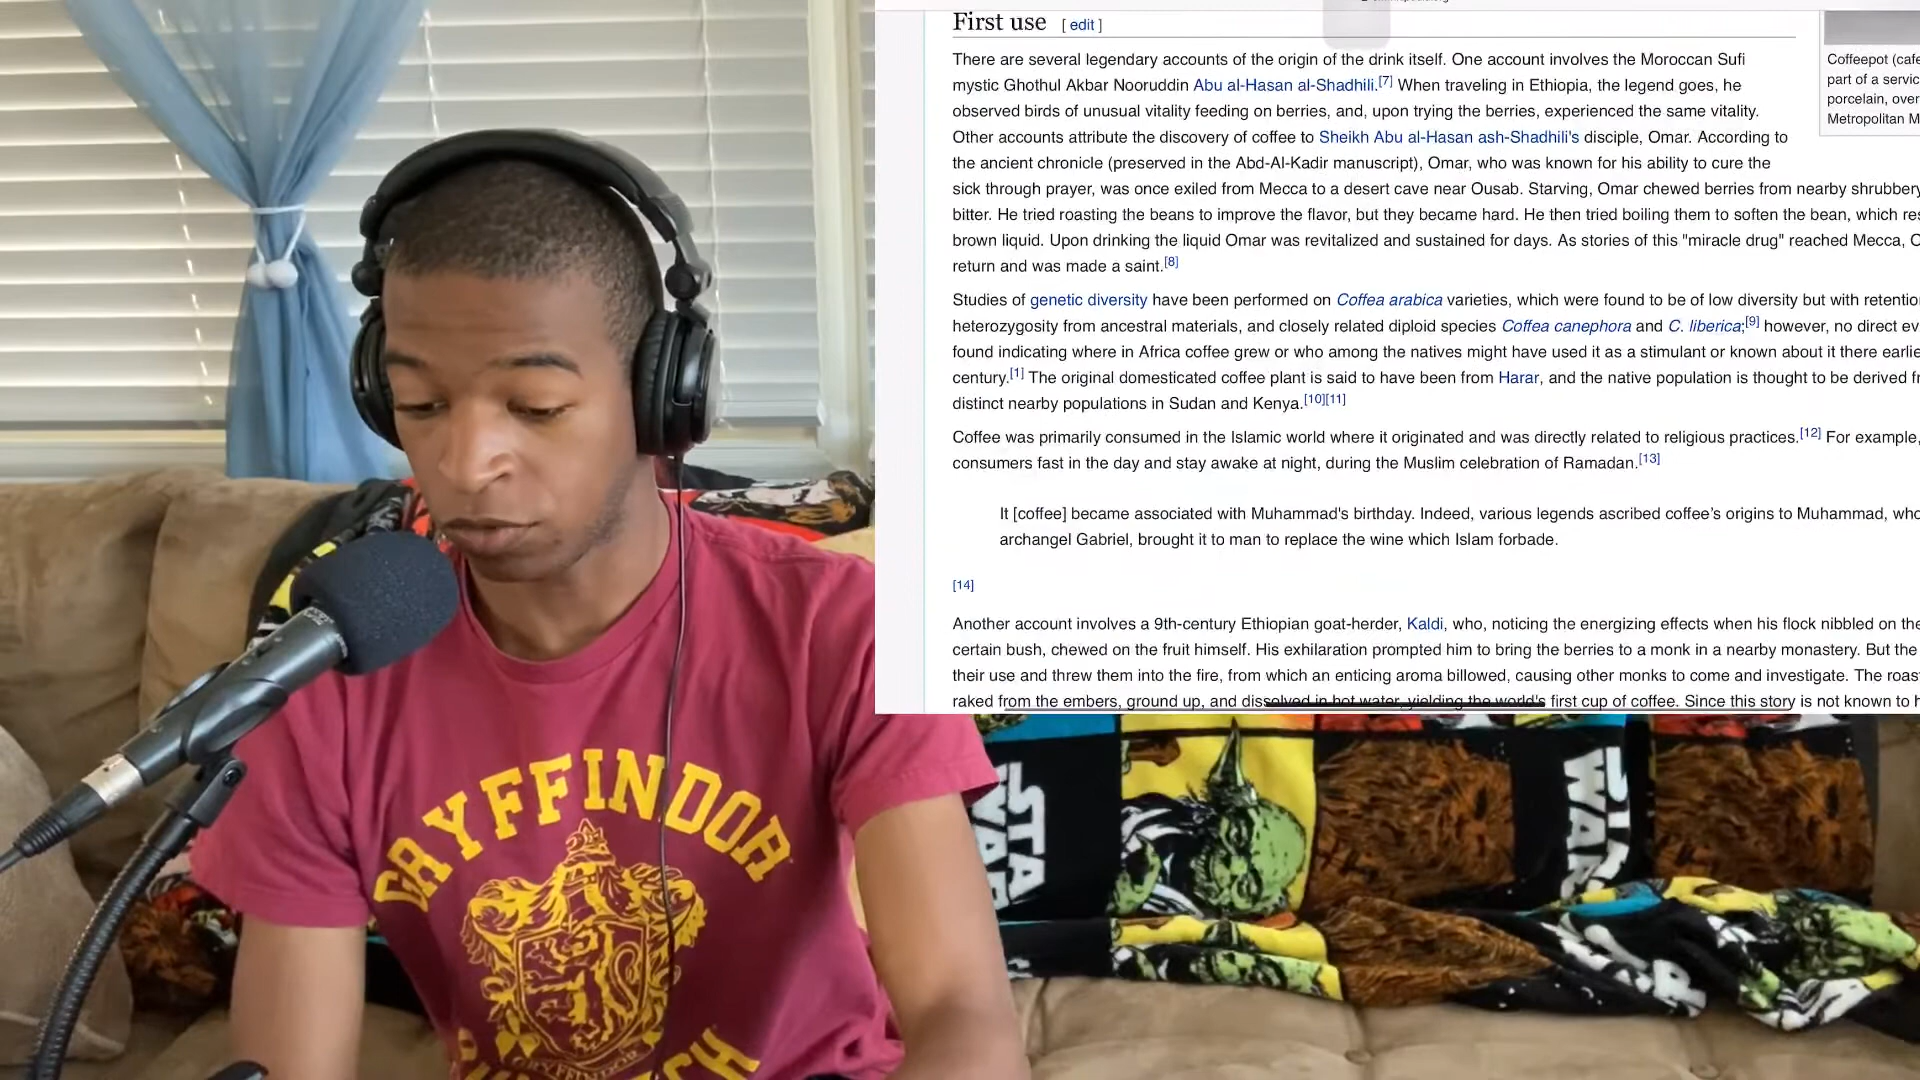 First use [ edit ]
There are several legendary accounts of the origin of the drink itself. One account involves the Moroccan Sufi
mystic Ghothul Akbar Nooruddin Abu al-Hasan al-Shadhili.[7] When traveling in Ethiopia, the legend goes, he
observed birds of unusual vitality feeding on berries, and, upon trying the berries, experienced the same vitality.
Other accounts attribute the discovery of coffee to Sheikh Abu al-Hasan ash-Shadhili's disciple, Omar. According to
the ancient chronicle (preserved in the Abd-Al-Kadir manuscript), Omar, who was known for his ability to cure the
sick through prayer, was once exiled from Mecca to a desert cave near Ousab. Starving, Omar chewed berries from nearby shrubbery
bitter. He tried roasting the beans to improve the flavor, but they became hard. He then tried boiling them to soften the bean, which
brown liquid. Upon drinking the liquid Omar was revitalized and sustained for days. As stories of this "miracle drug" reached Mecca,
return and was made a saint.[8]
Coffeepot
part of a
porcelain, over
Metropolitan
Studies of genetic diversity have been performed on Coffea arabica varieties, which were found to be of low diversity but with
heterozygosity from ancestral materials, and closely related diploid species Coffea canephora and C. liberica;[9] however, no direct
found indicating where in Africa coffee grew or who among the natives might have used it as a stimulant or known about it there
century.[1] The original domesticated coffee plant is said to have been from Harar, and the native population is thought to be derived
distinct nearby populations in Sudan and Kenya.[10][11]
Coffee was primarily consumed in the Islamic world where it originated and was directly related to religious practices.[12] For example,
consumers fast in the day and stay awake at night, during the Muslim celebration of Ramadan.[13]
It [coffee] became associated with Muhammad's birthday. Indeed, various legends ascribed coffee's origins to Muhammad,
archangel Gabriel, brought it to man to replace the wine which Islam forbade.
[14]
Another account involves a 9th-century Ethiopian goat-herder, Kaldi, who, noticing the energizing effects when his flock nibbled on
certain bush, chewed on the fruit himself. His exhilaration prompted him to bring the berries to a monk in a nearby monastery. But the
their use and threw them into the fire, from which an enticing aroma billowed, causing other monks to come and investigate. The
raked from the embers, ground up, and dissolved in hot water, yielding the world's first cup of coffee. Since this story is not known to
GRYFFINDOR
GRYFFINDOR
STA
WAR
WAR